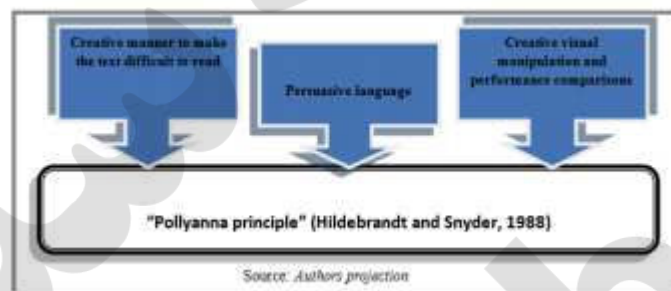 Creative manner to make
the text difficult to read
Persuasive language
Creative visual
manipulation and
performance comparisons
"Pollyanna principle" (Hildebrandt and Snyder, 1988)
Source: Authors projection